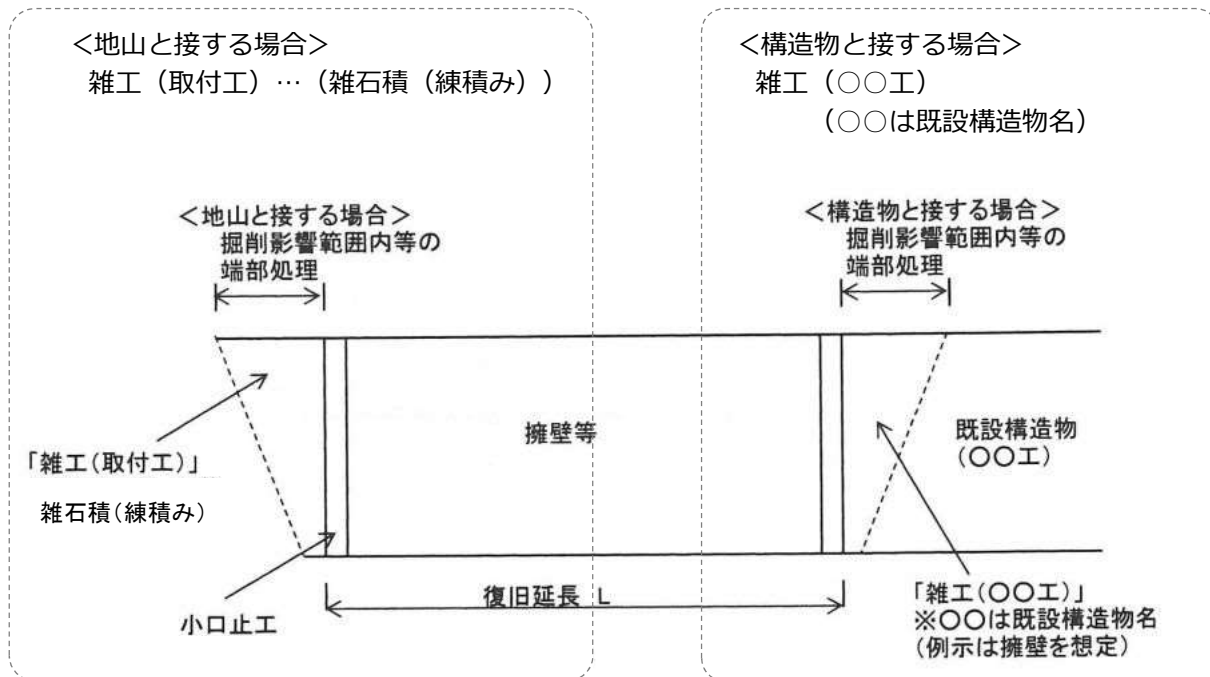 ＜地山と接する場合＞
雑工（取付工）…（雑石積（練積み））
＜構造物と接する場合＞
雑工（○○工）
（○○は既設構造物名）
＜地山と接する場合＞
掘削影響範囲内等の
端部処理
＜構造物と接する場合＞
掘削影響範囲内等の
端部処理
擁壁等
既設構造物
(○○工)
「雑工(取付工)」
雑石積(練積み)
小口止工
復旧延長 L
「雑工(○○工)」
※○○は既設構造物名
(例示は擁壁を想定)